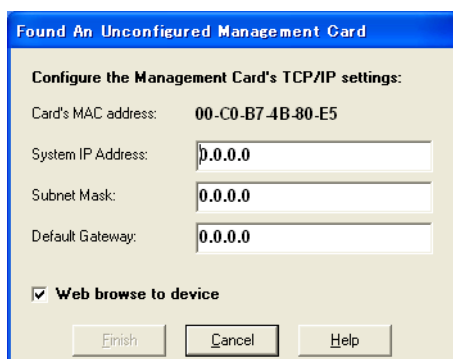 Found An Unconfigured Management Card
Configure the Management Card's TCP/IP settings:
Card's MAC address: 00-C0-B7-4B-80-E5
System IP Address: 0.0.0.0
Subnet Mask: 0.0.0.0
Default Gateway: 0.0.0.0
Web browse to device
Finish Cancel Help